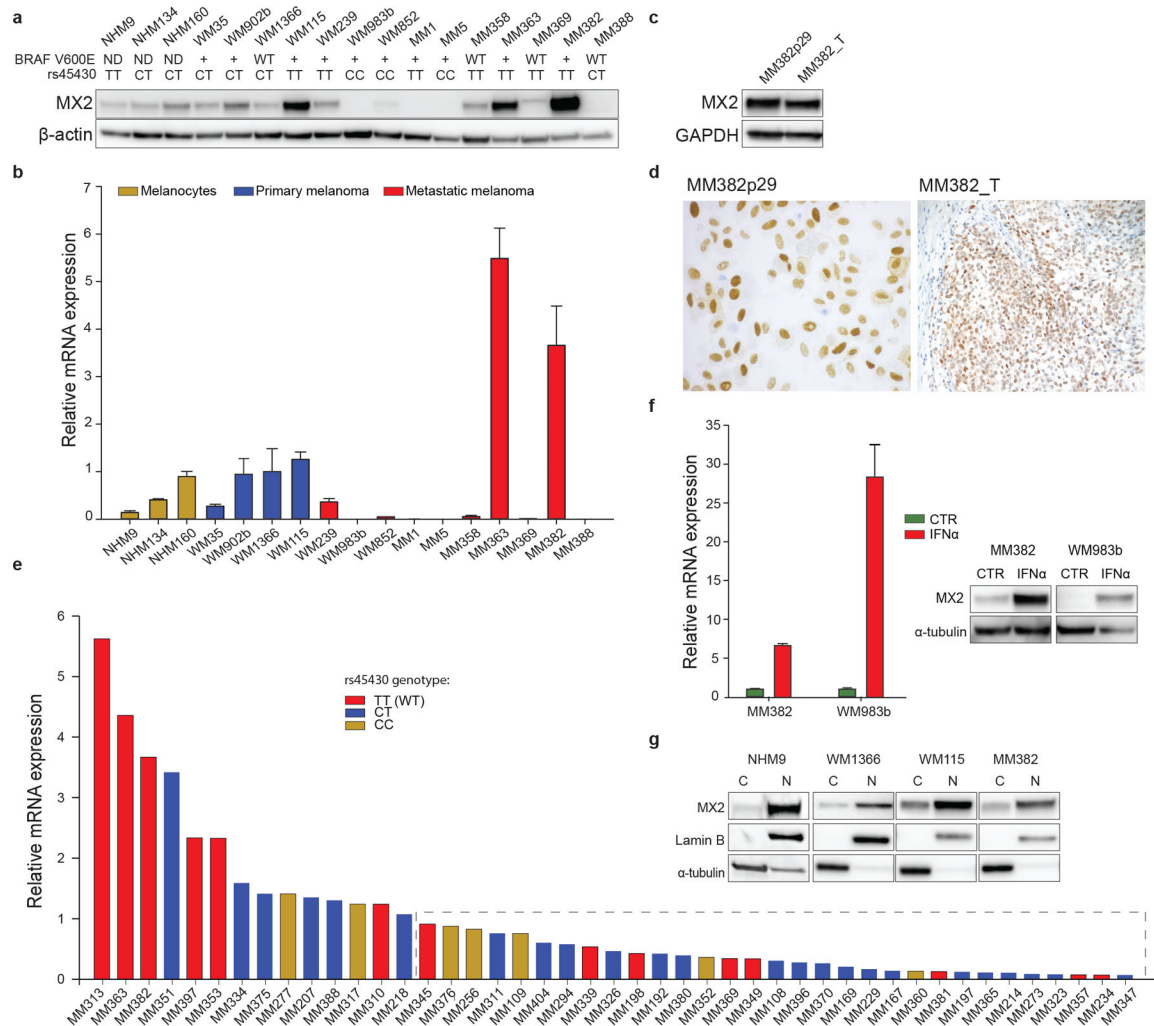 a
NHM9 NHM134 NHM160 WM35 WM902b WM1366 WM115 WM239 WM983b WM852 MM1 MM5 MM358 MM363 MM369 MM382 MM388
BRAF V600E ND ND ND + + WT + + + + + + WT + WT + WT
rs45430 TT CT CT CT CT CT TT TT CC CC TT CC TT TT TT TT CT
MX2
β-actin
b
Melanocytes Primary melanoma Metastatic melanoma
Relative mRNA expression
7
6
5
4
3
2
1
0
NHM9 NHM134 NHM160 WM35 WM902b WM1366 WM115 WM239 WM983b WM852 MM1 MM5 MM358 MM363 MM369 MM382 MM388
c
MM382p29 MM382_T
MX2
GAPDH
d
MM382p29 MM382_T
e
Relative mRNA expression
6
5
4
3
2
1
0
rs45430 genotype:
TT (WT)
CT
CC
MM313 MM363 MM382 MM351 MM397 MM353 MM334 MM375 MM277 MM207 MM388 MM317 MM310 MM218 MM345 MM376 MM256 MM311 MM109 MM404 MM294 MM339 MM326 MM198 MM192 MM380 MM352 MM369 MM349 MM108 MM396 MM370 MM169 MM229 MM167 MM360 MM381 MM197 MM365 MM214 MM273 MM323 MM357 MM234 MM347
f
Relative mRNA expression
35
30
25
20
15
10
5
0
MM382 WM983b
CTR
IFNα
MM382 WM983b
CTR IFNα CTR IFNα
MX2
α-tubulin
g
NHM9 WM1366 WM115 MM382
C N C N C N C N
MX2
Lamin B
α-tubulin